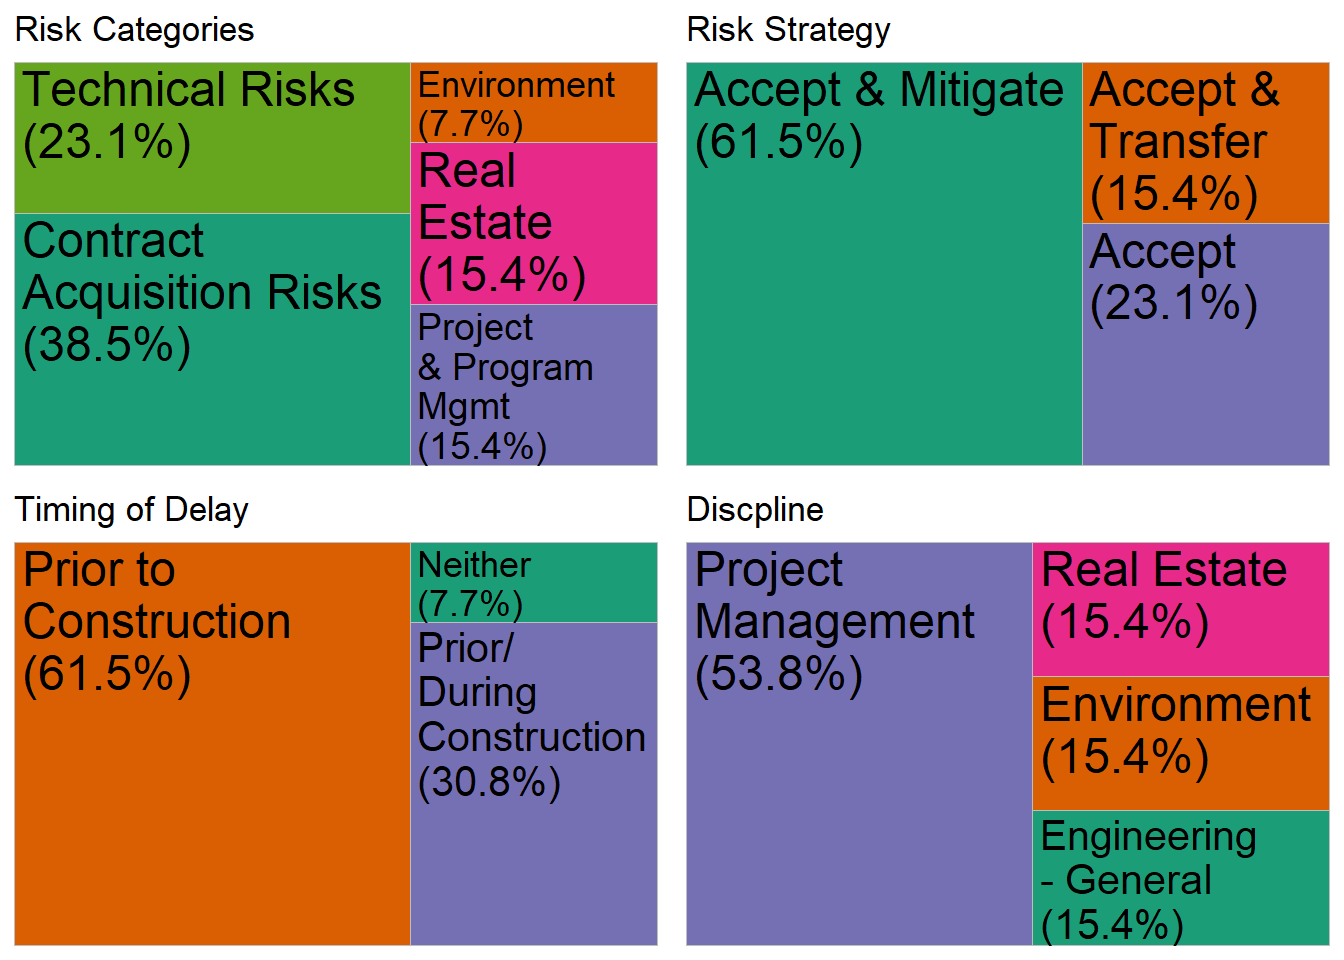 Risk Categories
Technical Risks
(23.1%)
Environment
(7.7%)
Contract
Acquisition Risks
(38.5%)
Real
Estate
(15.4%)
Project
& Program
Mgmt
(15.4%)
Risk Strategy
Accept & Mitigate
(61.5%)
Accept &
Transfer
(15.4%)
Accept
(23.1%)
Timing of Delay
Prior to
Construction
(61.5%)
Neither
(7.7%)
Prior/
During
Construction
(30.8%)
Discpline
Project
Management
(53.8%)
Real Estate
(15.4%)
Environment
(15.4%)
Engineering
- General
(15.4%)